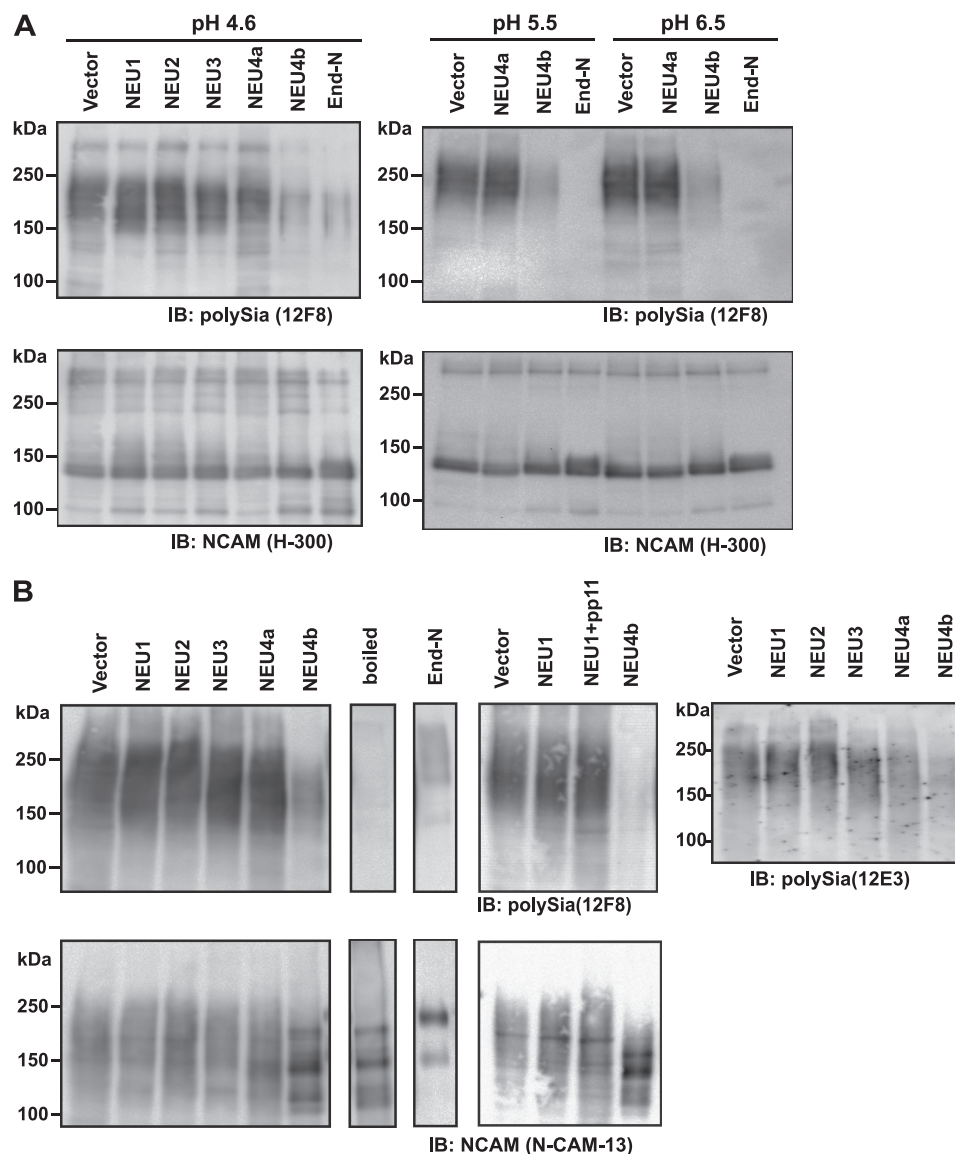 A
pH 4.6
pH 5.5
pH 6.5
Vector
NEU1
NEU2
NEU3
NEU4a
NEU4b
End-N
Vector
NEU4a
NEU4b
End-N
Vector
NEU4a
NEU4b
End-N
kDa
250
150
100
IB: polySia (12F8)
kDa
250
150
100
IB: polySia (12F8)
kDa
250
150
100
IB: NCAM (H-300)
kDa
250
150
100
IB: NCAM (H-300)
B
Vector
NEU1
NEU2
NEU3
NEU4a
NEU4b
boiled
End-N
Vector
NEU1
NEU1+pp11
NEU4b
Vector
NEU1
NEU2
NEU3
NEU4a
NEU4b
kDa
250
150
100
IB: polySia(12F8)
kDa
250
150
100
IB: polySia(12E3)
kDa
250
150
100
IB: NCAM (N-CAM-13)